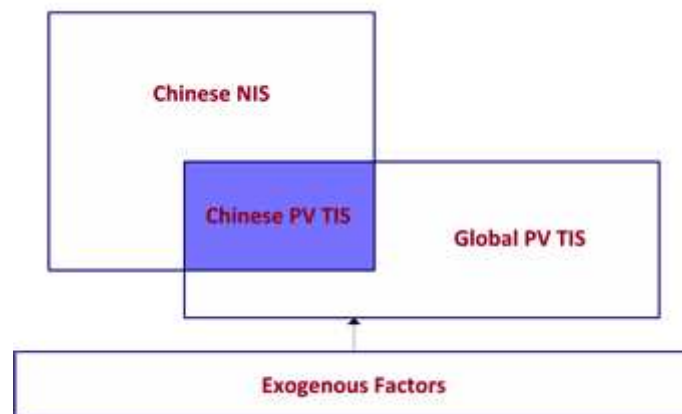 Chinese NIS
Chinese PV TIS
Global PV TIS
Exogenous Factors